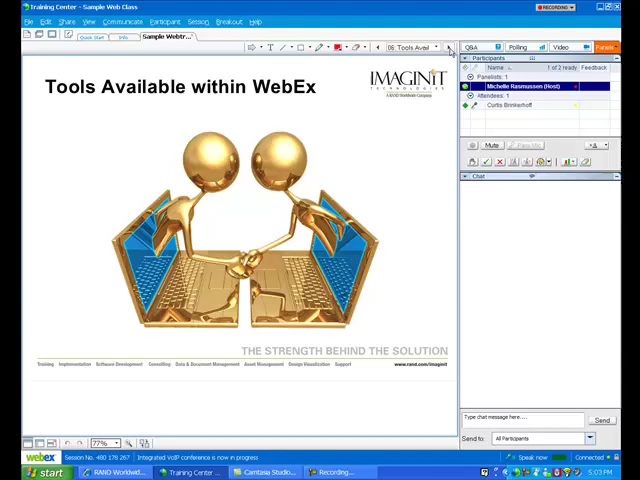 Training Center - Sample Web Class
RECORDING
File Edit Share View Communicate Participant Session Breakout Help
Quick Start Info Sample Webtr...
06. Tools Avail
Q&A Polling Video Panels
Participants
Name 1 of 2 ready Feedback
Panelists: 1
Michelle Rasmussen (Host)
Attendees: 1
Curtis Brinkerhoff
Mute Pass Mic
Chat
Tools Available within WebEx
IMAGINiT
TECHNOLOGIES
A RAND Worldwide Company
THE STRENGTH BEHIND THE SOLUTION
Training Implementation Software Development Consulting Data & Document Management Asset Management Design Visualization Support www.rand.com/imaginit
Type chat message here...
Send
Send to: All Participants
77%
webex Session No. 480 178 267 Integrated VoIP conference is now in progress Speak now Connected
start RAND Worldwid... Training Center ... Camtasia Studio... Recording... 5:03 PM